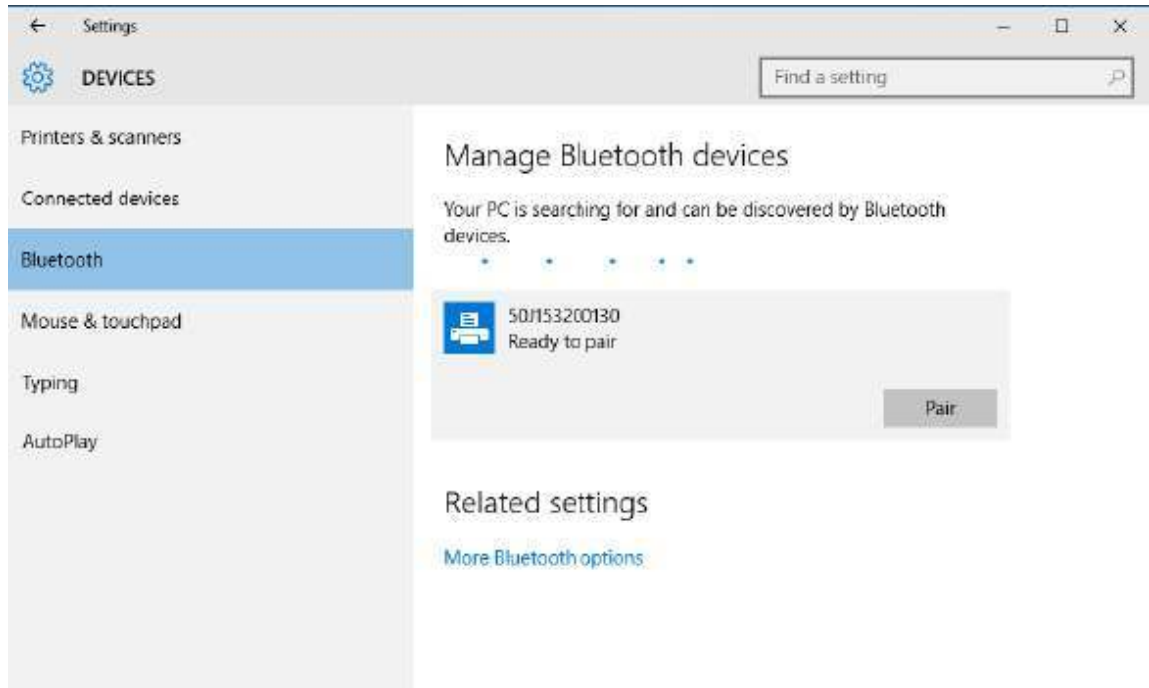 Settings
DEVICES
Find a setting
Printers & scanners
Connected devices
Bluetooth
Mouse & touchpad
Typing
AutoPlay
Manage Bluetooth devices
Your PC is searching for and can be discovered by Bluetooth
devices.
50J153200130
Ready to pair
Pair
Related settings
More Bluetooth options